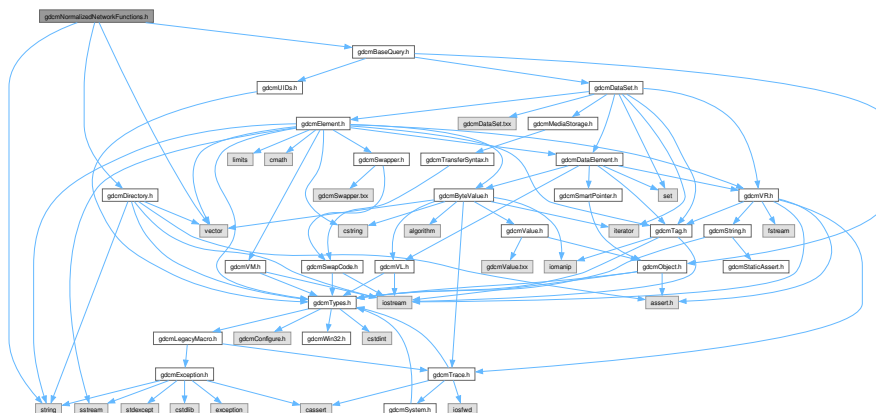 gdcmNormalizedNetworkFunctions.h
gdcmBaseQuery.h
gdcmUIDs.h
gdcmDataSet.h
gdcmElement.h
gdcmDataSet.txx
gdcmMediaStorage.h
limits
cmath
gdcmSwapper.h
gdcmTransferSyntax.h
gdcmDataElement.h
gdcmDirectory.h
gdcmSwapper.txx
gdcmByteValue.h
gdcmSmartPointer.h
set
gdcmVR.h
vector
cstring
algorithm
gdcmValue.h
iterator
gdcmTag.h
gdcmString.h
fstream
gdcmVM.h
gdcmSwapCode.h
gdcmVL.h
gdcmValue.txx
iomanip
gdcmObject.h
gdcmStaticAssert.h
gdcmTypes.h
iostream
assert.h
gdcmLegacyMacro.h
gdcmConfigure.h
gdcmWin32.h
cstdint
gdcmException.h
gdcmTrace.h
string
sstream
stdexcept
cstdlib
exception
cassert
gdcmSystem.h
iosfwd